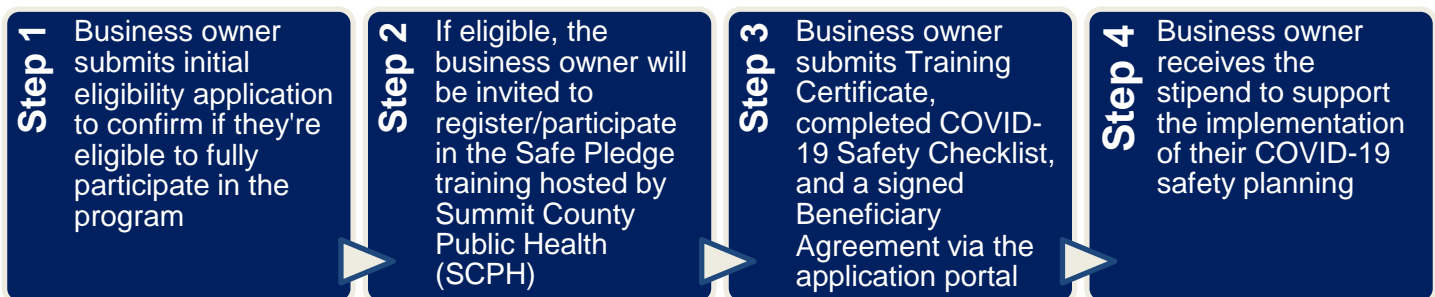 Step 1
Business owner
submits initial
eligibility application
to confirm if they're
eligible to fully
participate in the
program
Step 2
If eligible, the
business owner will
be invited to
register/participate
in the Safe Pledge
training hosted by
Summit County
Public Health
(SCPH)
Step 3
Business owner
submits Training
Certificate,
completed COVID-
19 Safety Checklist,
and a signed
Beneficiary
Agreement via the
application portal
Step 4
Business owner
receives the
stipend to support
the implementation
of their COVID-19
safety planning